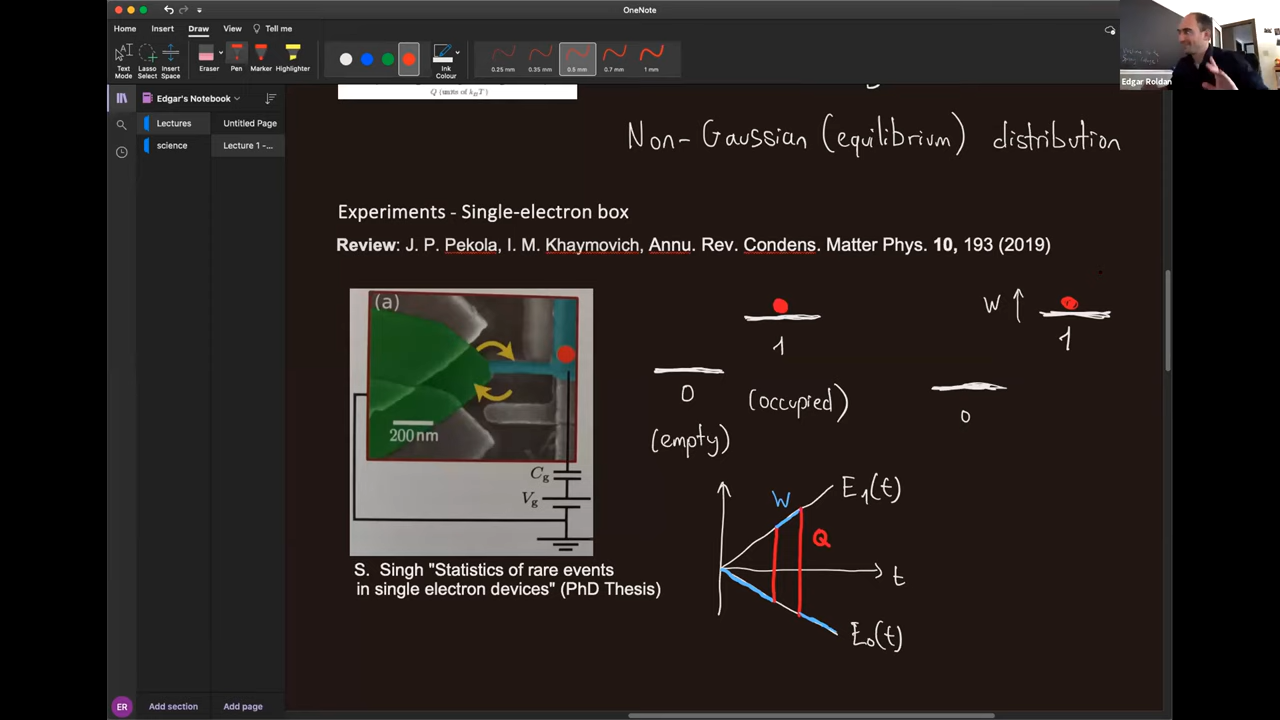 OneNote
Home
Insert
Draw
View
Tell me
Text Mode
Lasso Select
Insert Space
Eraser
Pen
Marker
Highlighter
Ink Colour
0.25 mm
0.35 mm
0.5 mm
0.7 mm
1 mm
Edgar Roldan
Edgar's Notebook
Lectures
science
Untitled Page
Lecture 1 -...
Q (units of k_BT)
Non-Gaussian (equilibrium) distribution
Experiments - Single-electron box
Review: J. P. Pekola, I. M. Khaymovich, Annu. Rev. Condens. Matter Phys. 10, 193 (2019)
(a)
200 nm
C_g
V_g
0
(empty)
1
(occupied)
W
1
0
W
E_1(t)
Q
t
E_0(t)
S. Singh "Statistics of rare events
in single electron devices" (PhD Thesis)
ER
Add section
Add page